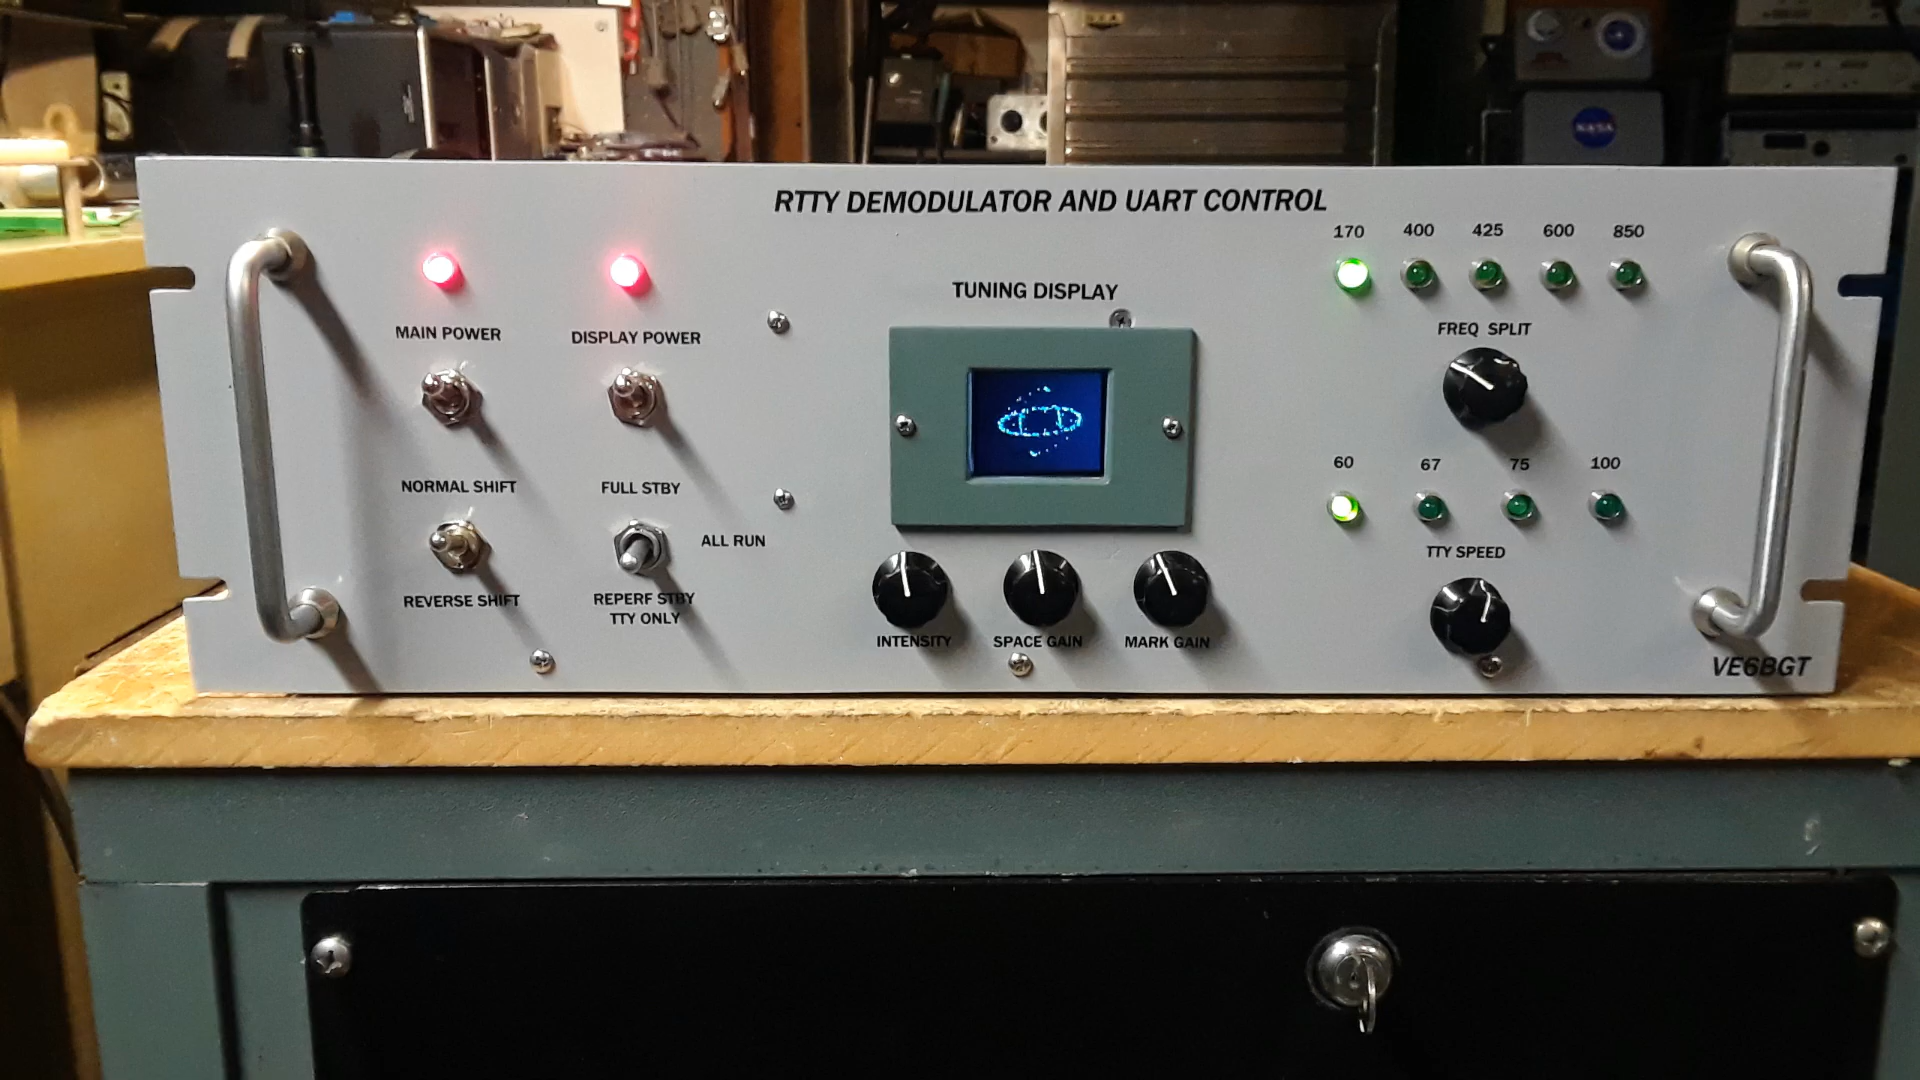 RTTY DEMODULATOR AND UART CONTROL
170 400 425 600 850
TUNING DISPLAY
MAIN POWER
DISPLAY POWER
FREQ SPLIT
NORMAL SHIFT
FULL STBY
ALL RUN
60 67 75 100
TTY SPEED
REVERSE SHIFT
REPERF STBY
TTY ONLY
INTENSITY
SPACE GAIN
MARK GAIN
VE6BGT
NASA